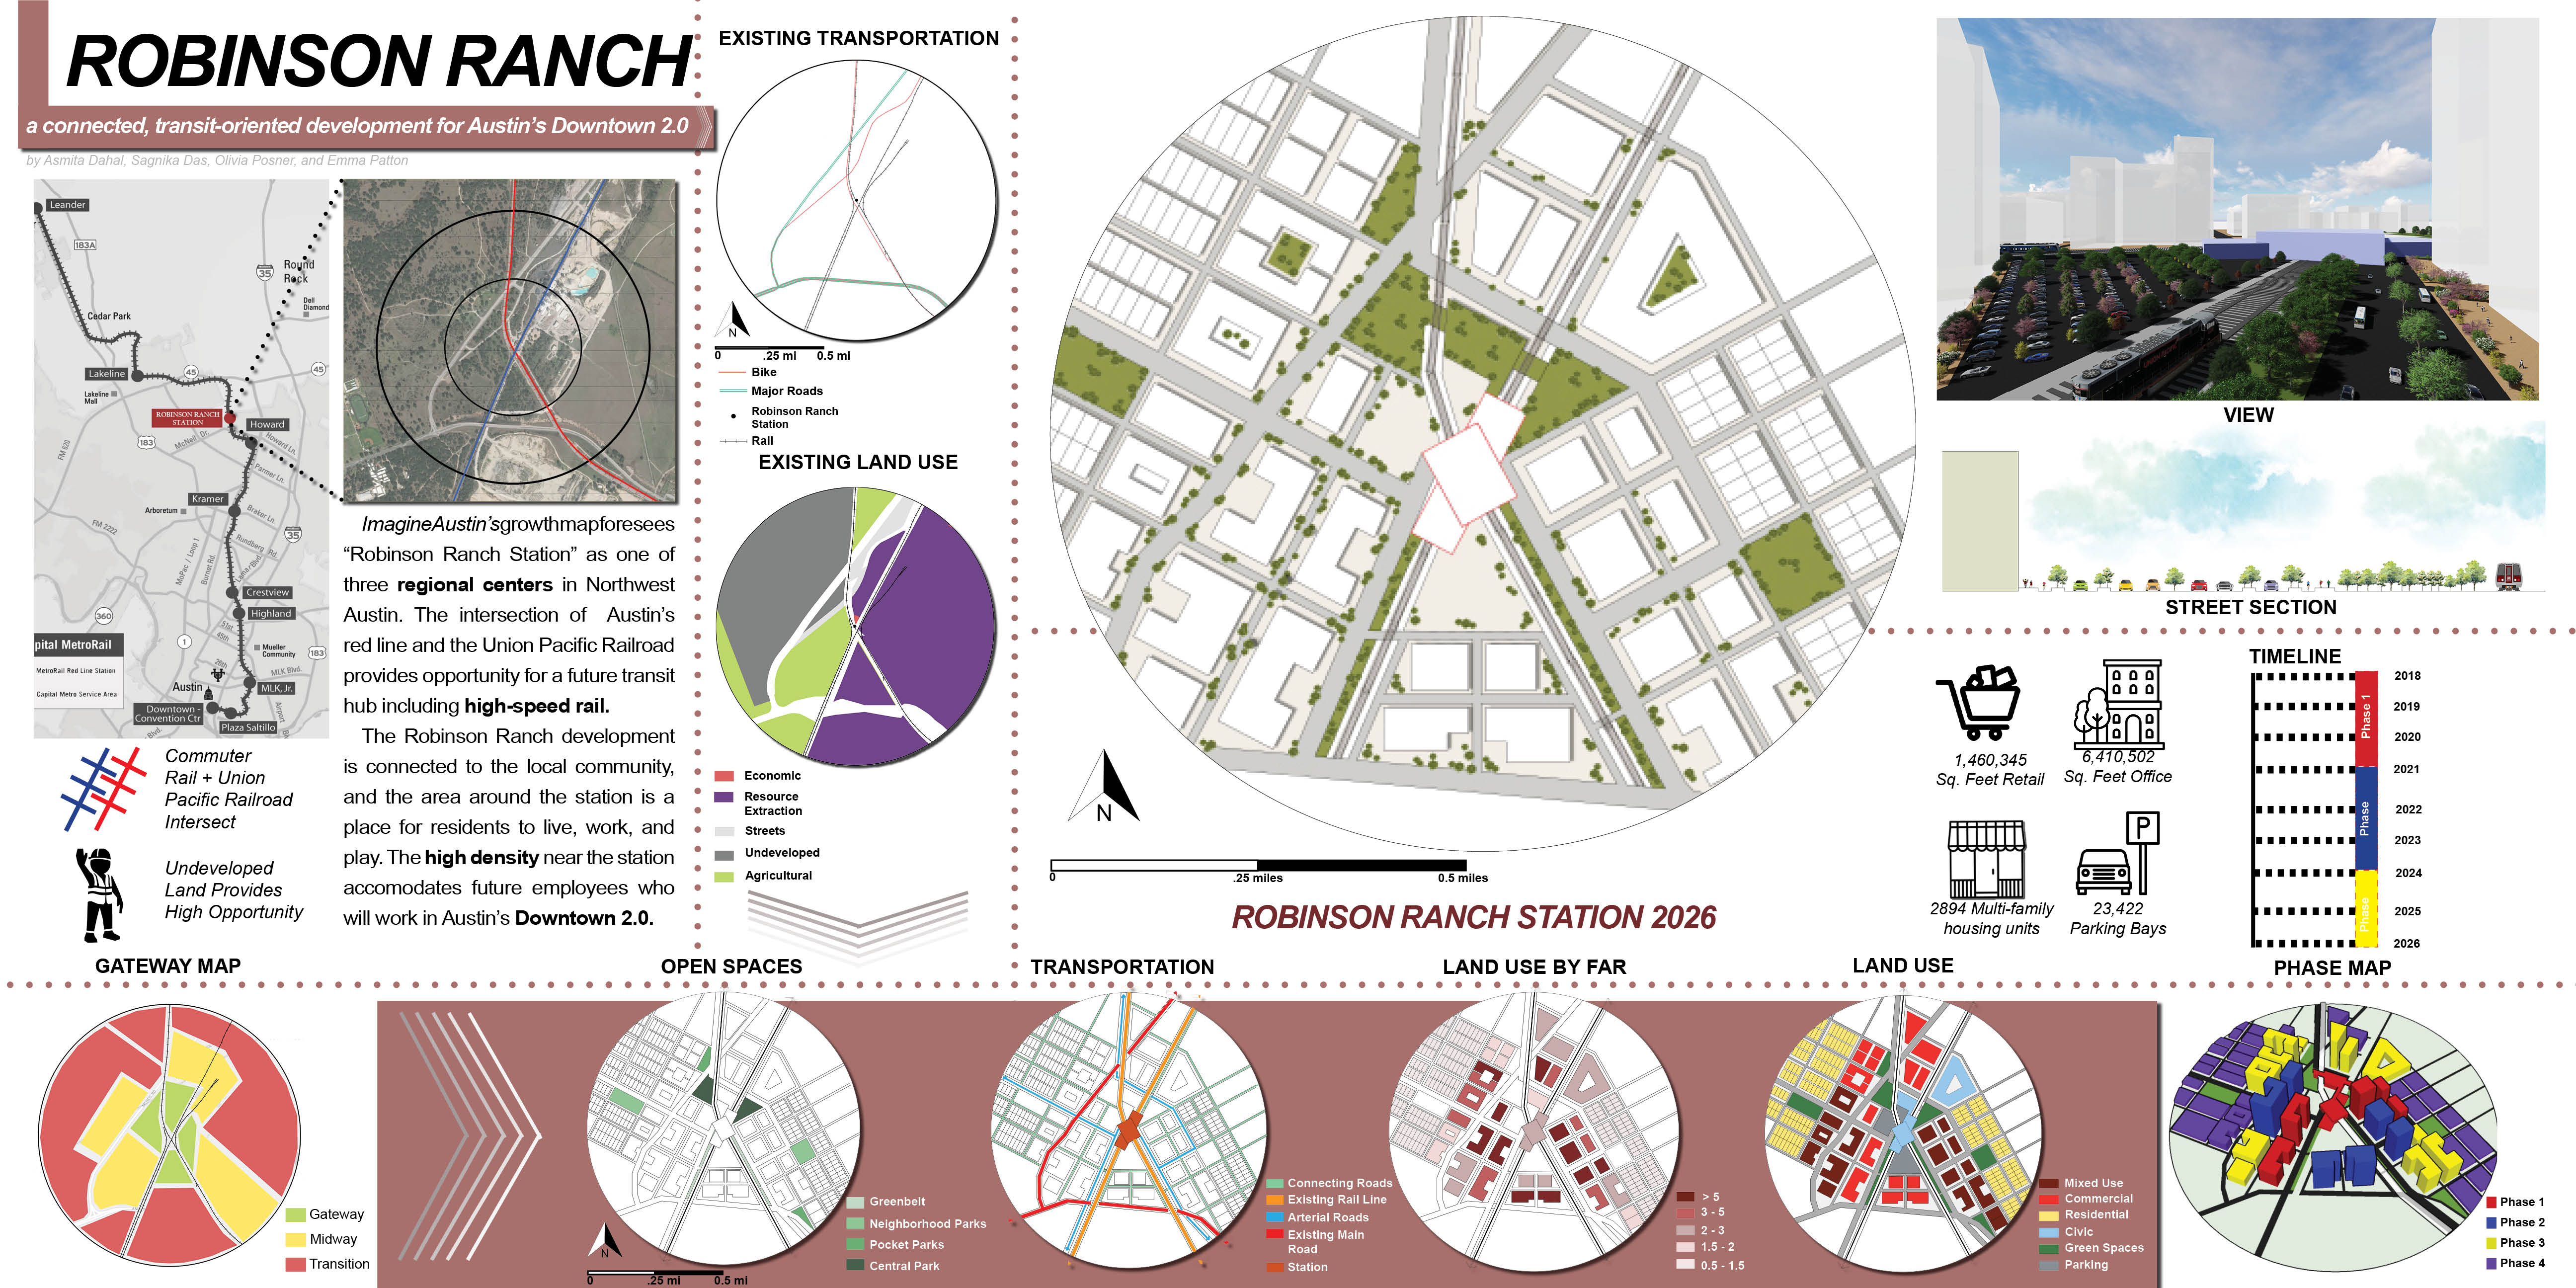 ROBINSON RANCH
a connected, transit-oriented development for Austin's Downtown 2.0
by Asmita Dahal, Sagnika Das, Olivia Posner, and Emma Patton
Leander
183A
35
Round
Rock
Dell
Diamond
Cedar Park
Lakeline
45
45
Lakeline
Mall
ROBINSON RANCH
STATION
Howard
Howard Ln.
183
McNeil Dr.
FM 620
Parmer Ln.
Kramer
Arboretum
Braker Ln.
FM 2222
35
Rundberg
Rd.
MoPac / Loop 1
Burnet Rd.
Lamar Blvd.
Crestview
360
Highland
51st
45th
1
Mueller
Community
183
pital MetroRail
MetroRail Red Line Station
Capital Metro Service Area
26th
MLK Blvd.
Austin
MLK, Jr.
Downtown -
Convention Ctr
Airport
Plaza Saltillo
Blvd.
Commuter
Rail + Union
Pacific Railroad
Intersect
Undeveloped
Land Provides
High Opportunity
ImagineAustin'sgrowthmapforesees
“Robinson Ranch Station” as one of
three regional centers in Northwest
Austin. The intersection of Austin's
red line and the Union Pacific Railroad
provides opportunity for a future transit
hub including high-speed rail.
The Robinson Ranch development
is connected to the local community,
and the area around the station is a
place for residents to live, work, and
play. The high density near the station
accomodates future employees who
will work in Austin's Downtown 2.0.
EXISTING TRANSPORTATION
N
0 .25 mi 0.5 mi
Bike
Major Roads
Robinson Ranch
Station
Rail
EXISTING LAND USE
Economic
Resource
Extraction
Streets
Undeveloped
Agricultural
N
0 .25 miles 0.5 miles
ROBINSON RANCH STATION 2026
VIEW
STREET SECTION
1,460,345
Sq. Feet Retail
6,410,502
Sq. Feet Office
2894 Multi-family
housing units
P
23,422
Parking Bays
TIMELINE
2018
2019
2020
2021
2022
2023
2024
2025
2026
Phase 1
Phase
Phase
GATEWAY MAP
Gateway
Midway
Transition
OPEN SPACES
N
0 .25 mi 0.5 mi
Greenbelt
Neighborhood Parks
Pocket Parks
Central Park
TRANSPORTATION
Connecting Roads
Existing Rail Line
Arterial Roads
Existing Main
Road
Station
LAND USE BY FAR
> 5
3 - 5
2 - 3
1.5 - 2
0.5 - 1.5
LAND USE
Mixed Use
Commercial
Residential
Civic
Green Spaces
Parking
PHASE MAP
Phase 1
Phase 2
Phase 3
Phase 4